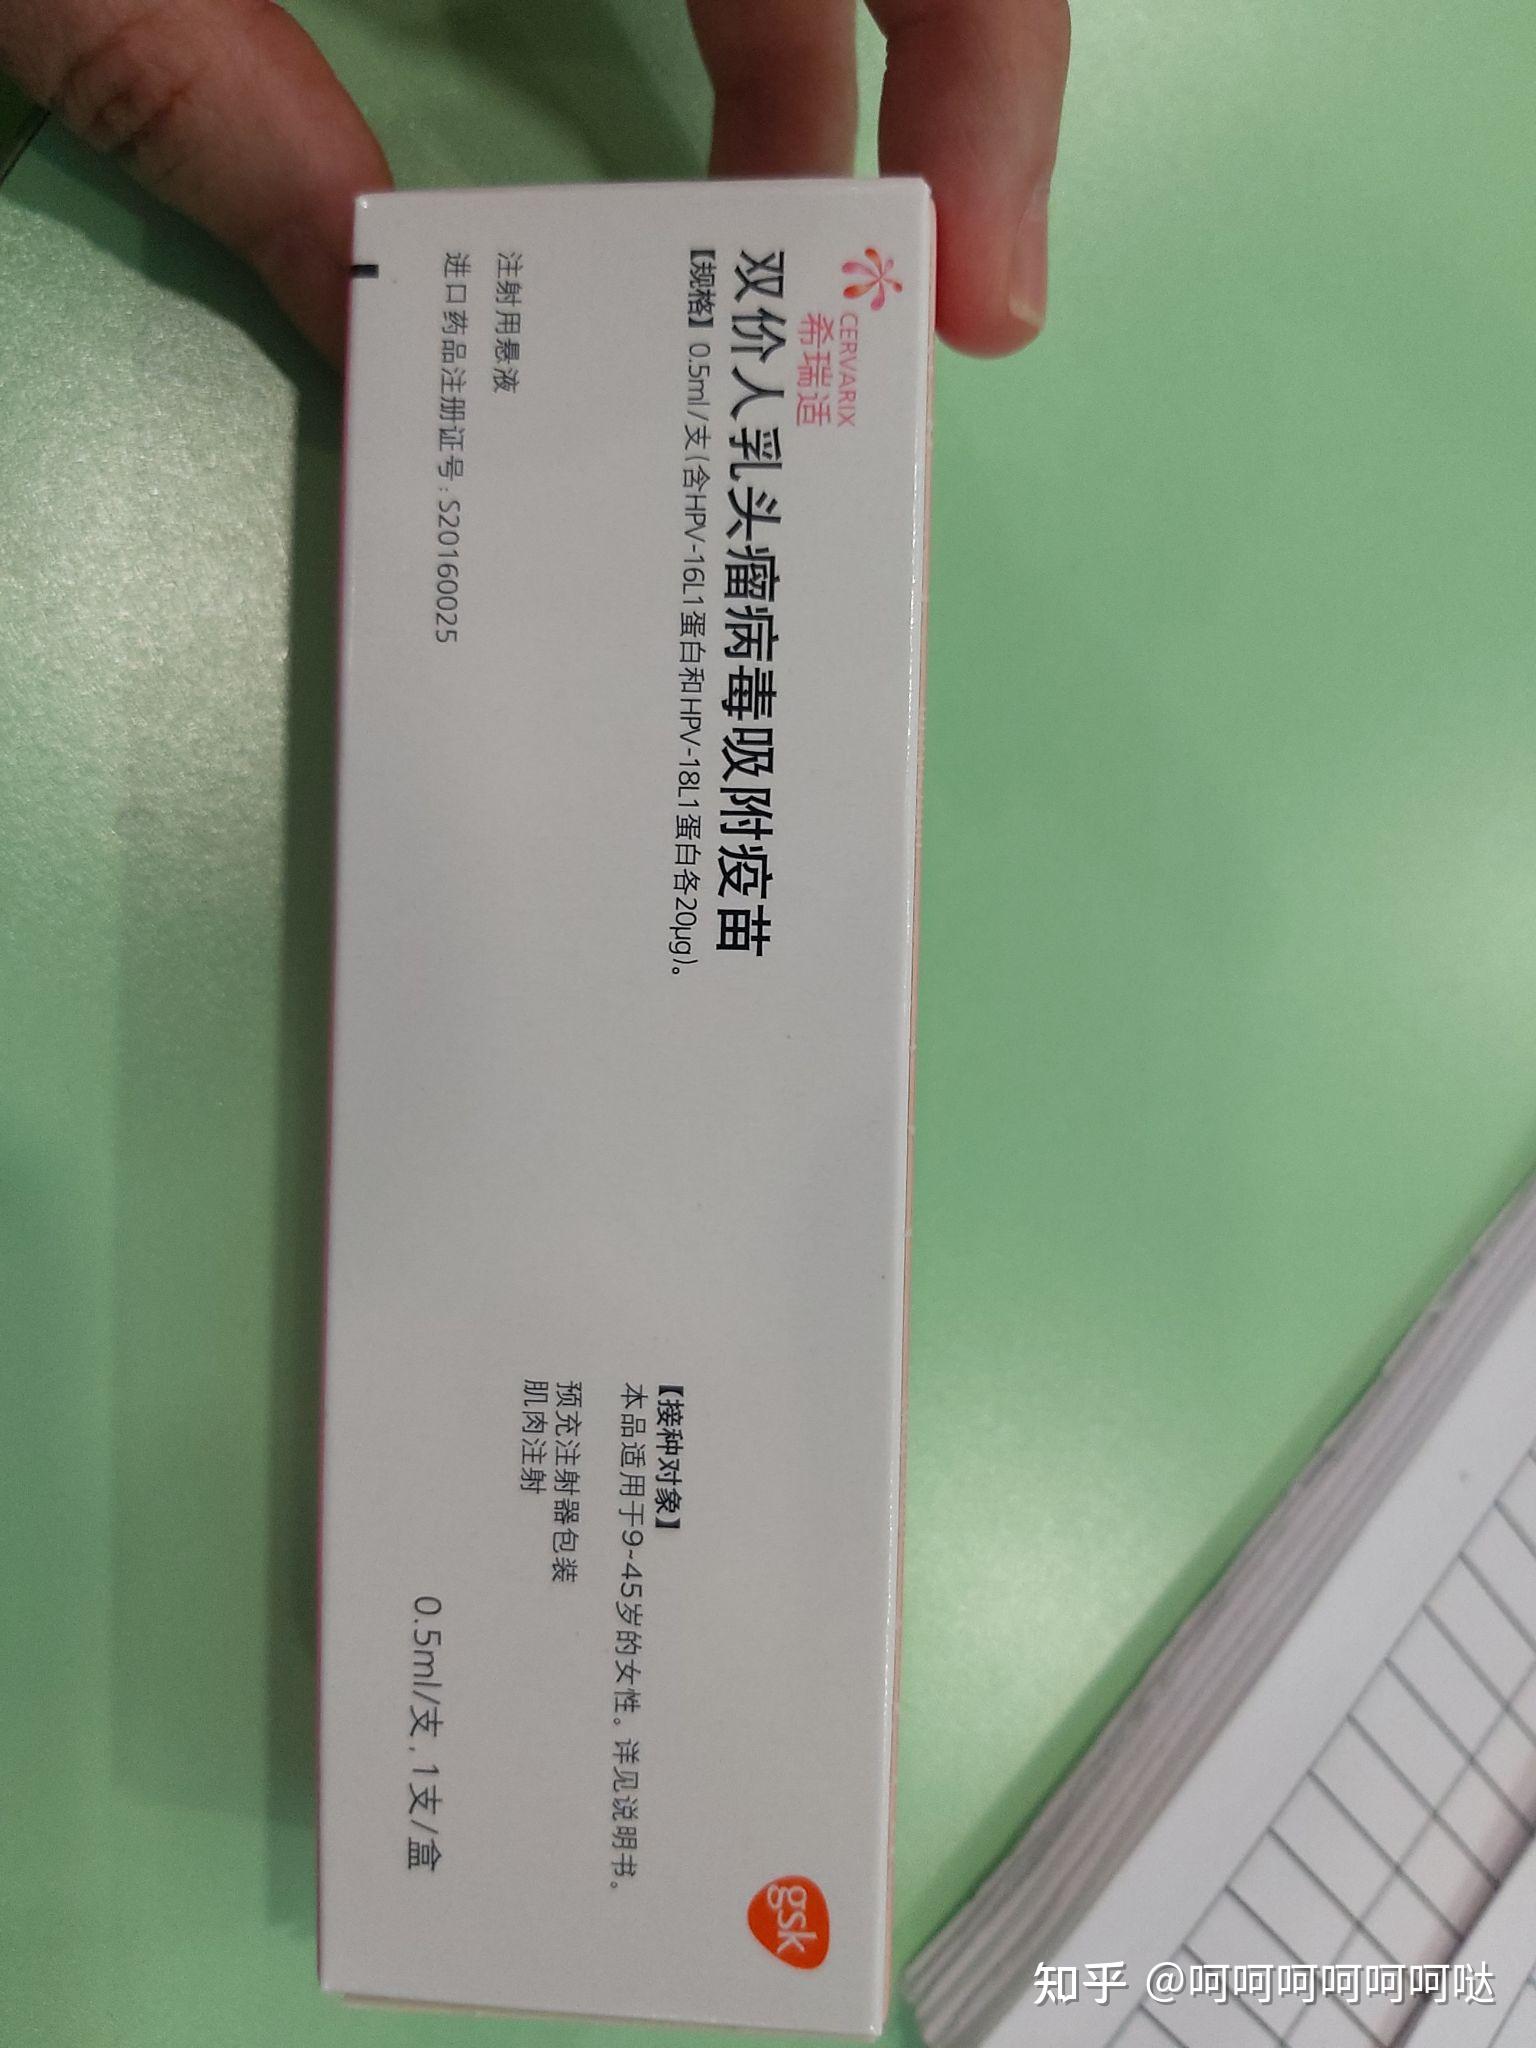 CERVARIX
希瑞适
双价人乳头瘤病毒吸附疫苗
【规格】0.5ml/支(含HPV-16L1蛋白和HPV-18L1蛋白各20μg)。
注射用悬液
进口药品注册证号：S20160025
【接种对象】
本品适用于9~45岁的女性。详见说明书。
预充注射器包装
肌肉注射
0.5ml/支，1支/盒
gsk
知乎 @呵呵呵呵呵呵哒